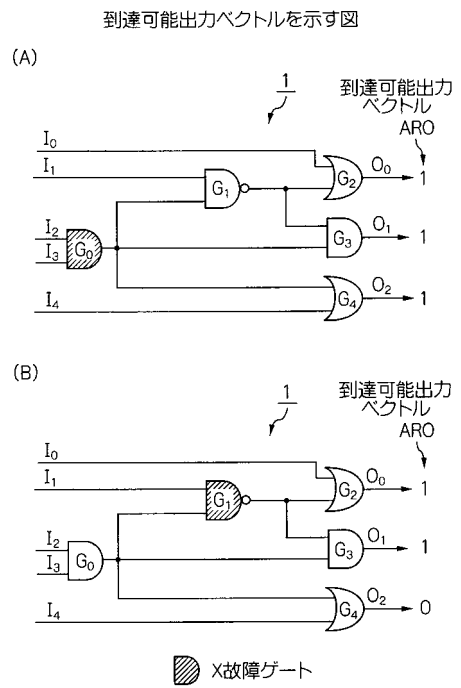 到達可能出力ベクトルを示す図
(A)
1
到達可能出力
ベクトル
ARO
I0
I1
G1
G2
O0
1
I2
I3
G0
G3
O1
1
I4
G4
O2
1
(B)
1
到達可能出力
ベクトル
ARO
I0
I1
G1
G2
O0
1
I2
I3
G0
G3
O1
1
I4
G4
O2
0
X故障ゲート